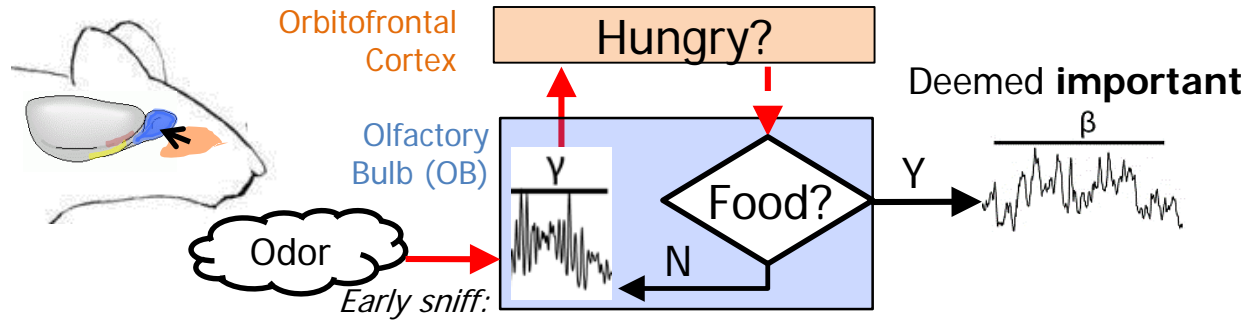 Orbitofrontal
Cortex
Hungry?
Deemed important
β
Olfactory
Bulb (OB)
γ
Food?
Y
Odor
N
Early sniff: